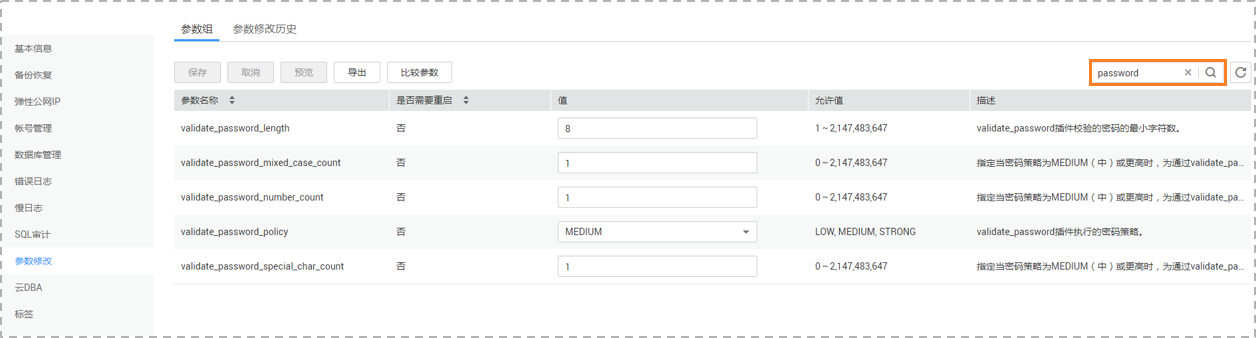 参数组 参数修改历史
基本信息
备份恢复
弹性公网IP
帐号管理
数据库管理
错误日志
慢日志
SQL审计
参数修改
云DBA
标签
保存 取消 预览 导出 比较参数 password
参数名称 是否需要重启 值 允许值 描述
validate_password_length 否 8 1 ~ 2,147,483,647 validate_password插件校验的密码的最小字符数。
validate_password_mixed_case_count 否 1 0 ~ 2,147,483,647 指定当密码策略为MEDIUM（中）或更高时，为通过validate_pa...
validate_password_number_count 否 1 0 ~ 2,147,483,647 指定当密码策略为MEDIUM（中）或更高时，为通过validate_pa...
validate_password_policy 否 MEDIUM LOW, MEDIUM, STRONG validate_password插件执行的密码策略。
validate_password_special_char_count 否 1 0 ~ 2,147,483,647 指定当密码策略为MEDIUM（中）或更高时，为通过validate_pa...